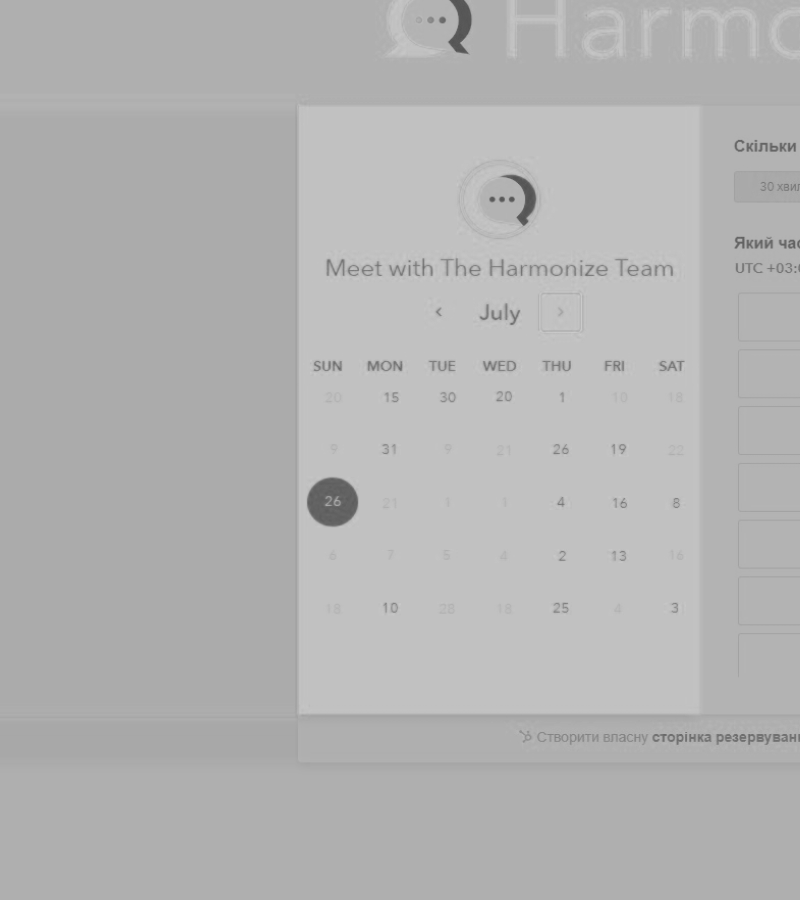 Harmo
Скільки
30 хвил
Який час
UTC +03:0
Meet with The Harmonize Team
July
SUN MON TUE WED THU FRI SAT
20 15 30 20 1 10 18
9 31 9 21 26 19 22
26 21 1 1 4 16 8
6 7 5 4 2 13 16
18 10 28 18 25 4 3
Створити власну сторінка резервуванн